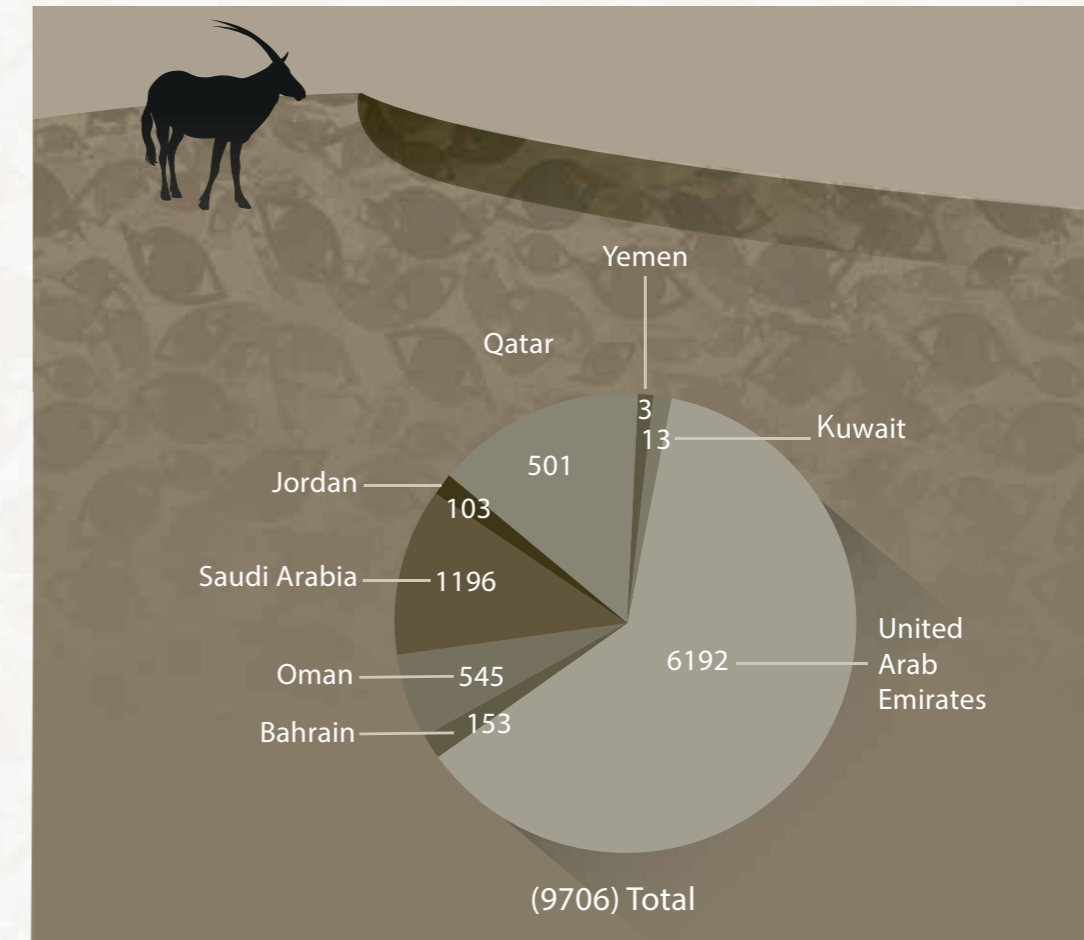 Yemen
Qatar
3
13
Kuwait
501
Jordan
103
Saudi Arabia
1196
United
Arab
Emirates
6192
Oman
545
153
Bahrain
(9706) Total